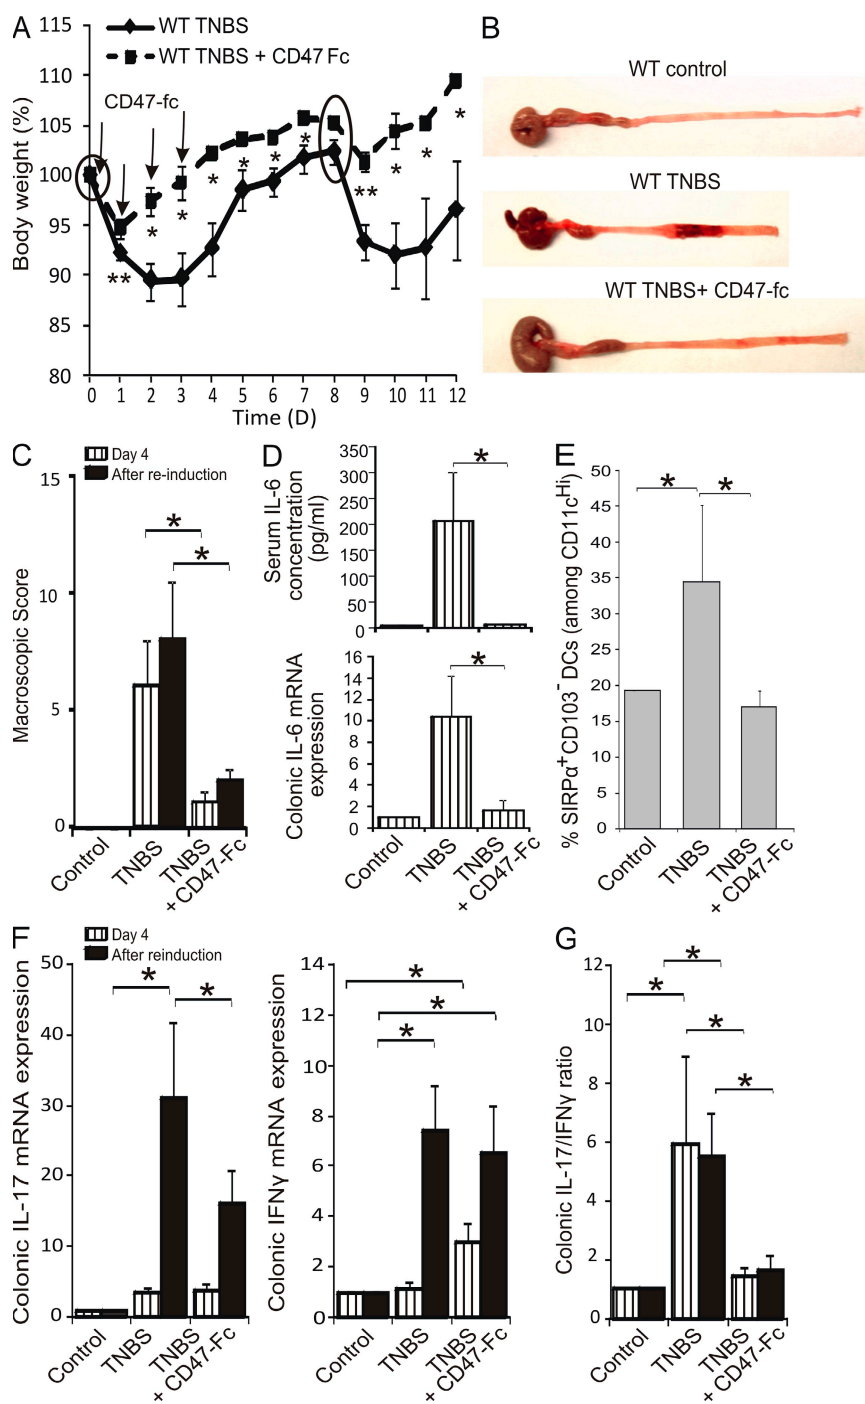 A
WT TNBS
WT TNBS + CD47 Fc
CD47-fc
Body weight (%)
110
105
100
95
90
85
80
0 1 2 3 4 5 6 7 8 9 10 11 12
Time (D)
* * * * * * * *
** * * * **
B
WT control
WT TNBS
WT TNBS+ CD47-fc
C
Day 4
After re-induction
Macroscopic Score
15
10
5
0
*
*
Control
TNBS
TNBS
+ CD47-Fc
D
Serum IL-6
concentration
(pg/ml)
350
300
250
200
150
100
50
0
*
Colonic IL-6 mRNA
expression
16
14
12
10
8
6
4
2
0
*
Control
TNBS
TNBS
+ CD47-Fc
E
% SIRPα+CD103- DCs (among CD11cHi)
50
45
40
35
30
25
20
15
10
5
0
* *
Control
TNBS
TNBS
+ CD47-Fc
F
Day 4
After reinduction
Colonic IL-17 mRNA expression
50
40
30
20
10
0
* *
Control
TNBS
TNBS
+ CD47-Fc
Colonic IFNγ mRNA expression
14
12
10
8
6
4
2
0
*
*
*
Control
TNBS
TNBS
+ CD47-Fc
G
Colonic IL-17/IFNγ ratio
12
10
8
6
4
2
0
*
*
*
*
Control
TNBS
TNBS
+ CD47-Fc